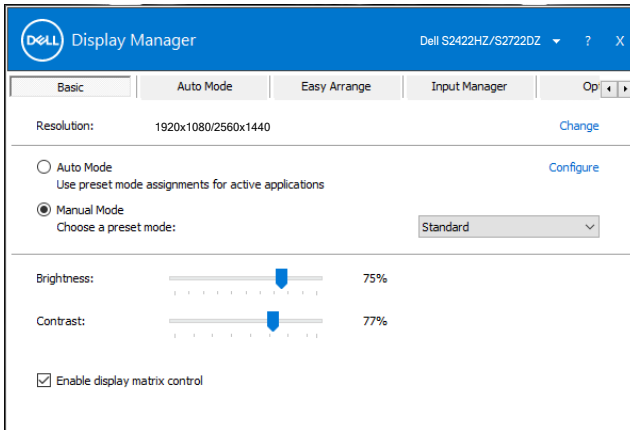 DELL Display Manager Dell S2422HZ/S2722DZ ? X
Basic Auto Mode Easy Arrange Input Manager Op
Resolution: 1920x1080/2560x1440 Change
Auto Mode Configure
Use preset mode assignments for active applications
Manual Mode
Choose a preset mode: Standard
Brightness: 75%
Contrast: 77%
Enable display matrix control